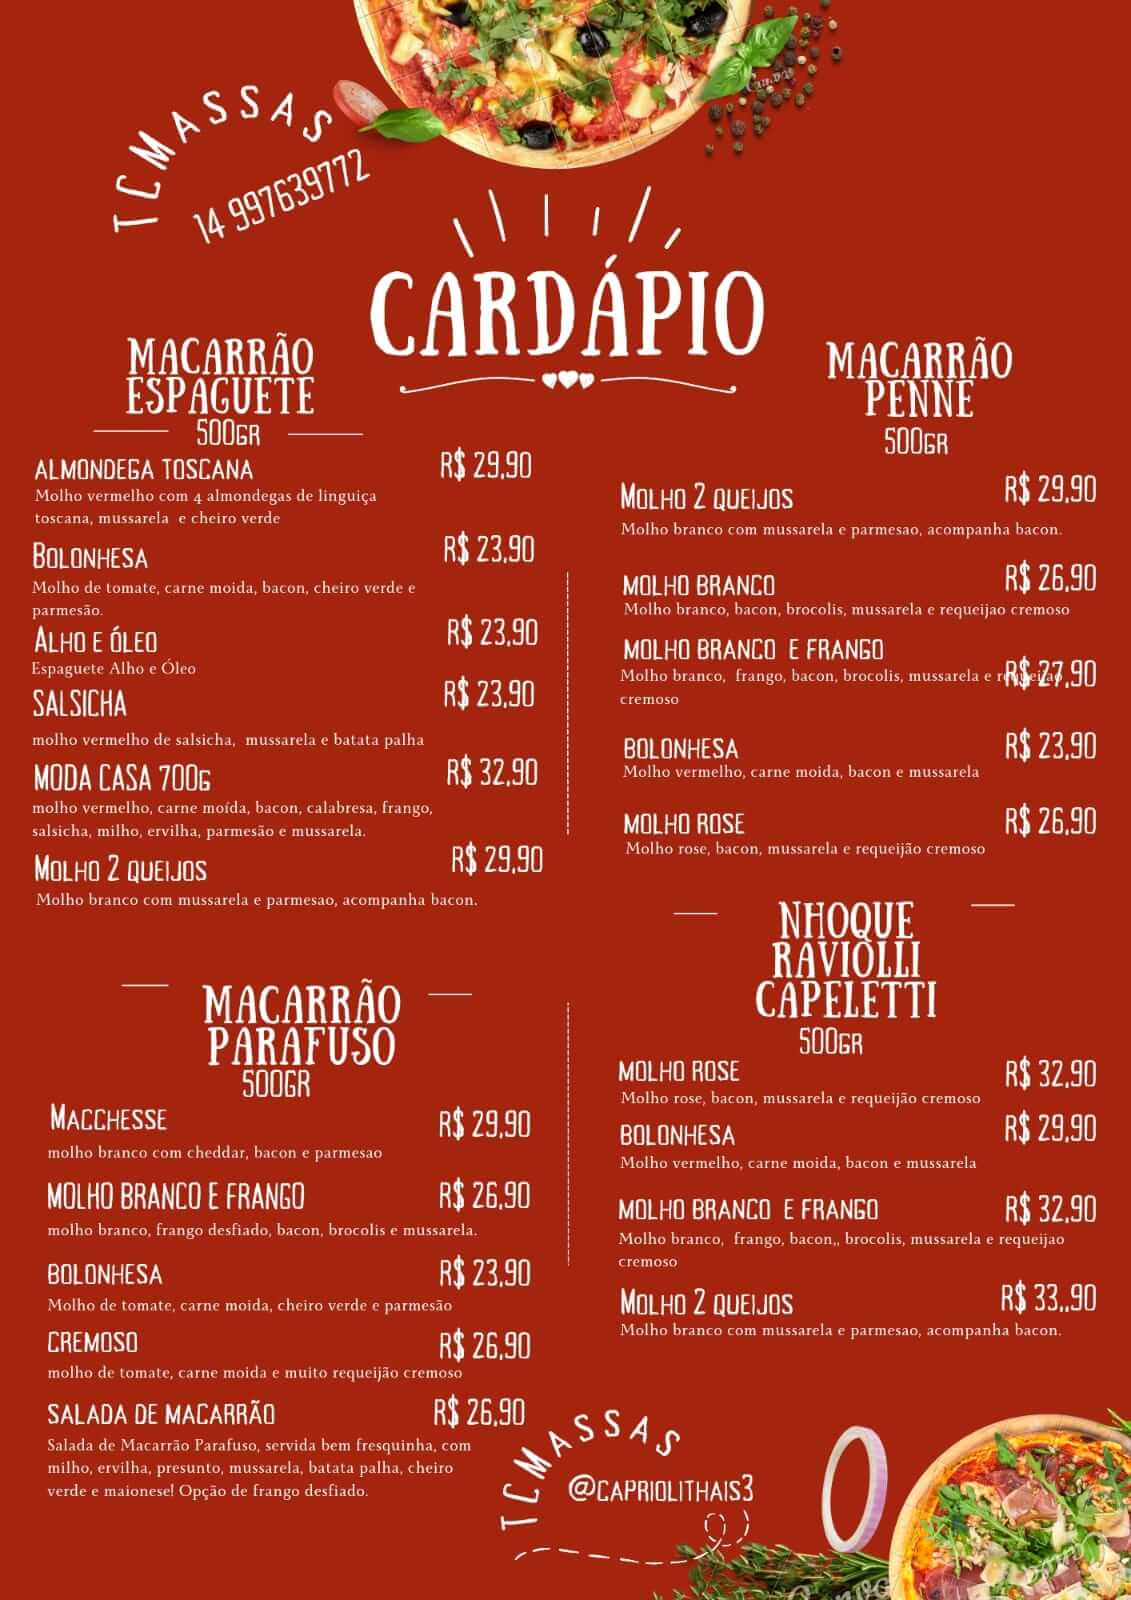 TCMASSAS
14 997639772
CARDÁPIO
MACARRÃO
ESPAGUETE
500GR
ALMONDEGA TOSCANA
R$ 29,90
Molho vermelho com 4 almondegas de linguiça
toscana, mussarela e cheiro verde
BOLONHESA
R$ 23,90
Molho de tomate, carne moida, bacon, cheiro verde e
parmesão.
ALHO E ÓLEO
R$ 23,90
Espaguete Alho e Óleo
SALSICHA
R$ 23,90
molho vermelho de salsicha, mussarela e batata palha
MODA CASA 700G
R$ 32,90
molho vermelho, carne moída, bacon, calabresa, frango,
salsicha, milho, ervilha, parmesão e mussarela.
MOLHO 2 QUEIJOS
R$ 29,90
Molho branco com mussarela e parmesao, acompanha bacon.
MACARRÃO
PENNE
500GR
MOLHO 2 QUEIJOS
R$ 29,90
Molho branco com mussarela e parmesao, acompanha bacon.
MOLHO BRANCO
R$ 26,90
Molho branco, bacon, brocolis, mussarela e requeijao cremoso
MOLHO BRANCO E FRANGO
R$ 27,90
Molho branco, frango, bacon, brocolis, mussarela e requeijao
cremoso
BOLONHESA
R$ 23,90
Molho vermelho, carne moida, bacon e mussarela
MOLHO ROSE
R$ 26,90
Molho rose, bacon, mussarela e requeijão cremoso
MACARRÃO
PARAFUSO
500GR
MACCHESSE
R$ 29,90
molho branco com cheddar, bacon e parmesao
MOLHO BRANCO E FRANGO
R$ 26,90
molho branco, frango desfiado, bacon, brocolis e mussarela.
BOLONHESA
R$ 23,90
Molho de tomate, carne moida, cheiro verde e parmesão
CREMOSO
R$ 26,90
molho de tomate, carne moida e muito requeijão cremoso
SALADA DE MACARRÃO
R$ 26,90
Salada de Macarrão Parafuso, servida bem fresquinha, com
milho, ervilha, presunto, mussarela, batata palha, cheiro
verde e maionese! Opção de frango desfiado.
NHOQUE
RAVIOLLI
CAPELETTI
500GR
MOLHO ROSE
R$ 32,90
Molho rose, bacon, mussarela e requeijão cremoso
BOLONHESA
R$ 29,90
Molho vermelho, carne moida, bacon e mussarela
MOLHO BRANCO E FRANGO
R$ 32,90
Molho branco, frango, bacon,, brocolis, mussarela e requeijao
cremoso
MOLHO 2 QUEIJOS
R$ 33,,90
Molho branco com mussarela e parmesao, acompanha bacon.
TCMASSAS
@CAPRIOLITHAIS3
Canva
Canva